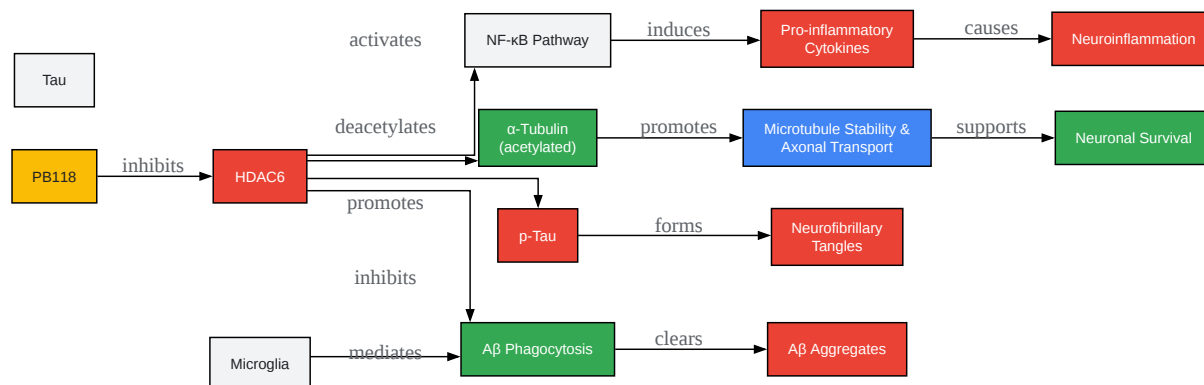 activates
NF-κB Pathway
induces
Pro-inflammatory
Cytokines
causes
Neuroinflammation
Tau
deacetylates
α-Tubulin
(acetylated)
promotes
Microtubule Stability &
Axonal Transport
supports
Neuronal Survival
PB118
inhibits
HDAC6
promotes
p-Tau
forms
Neurofibrillary
Tangles
inhibits
Microglia
mediates
Aβ Phagocytosis
clears
Aβ Aggregates